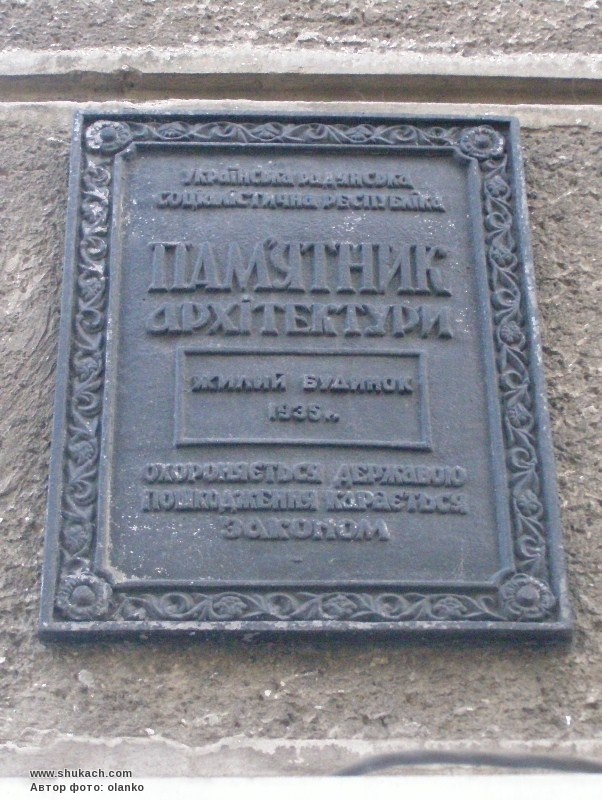 Українська Радянська
Соціалістична Республіка
ПАМ'ЯТНИК
архітектури
жилий будинок
1935 р.
охороняється державою
пошкодження карається
законом
www.shukach.com
Автор фото: olanko